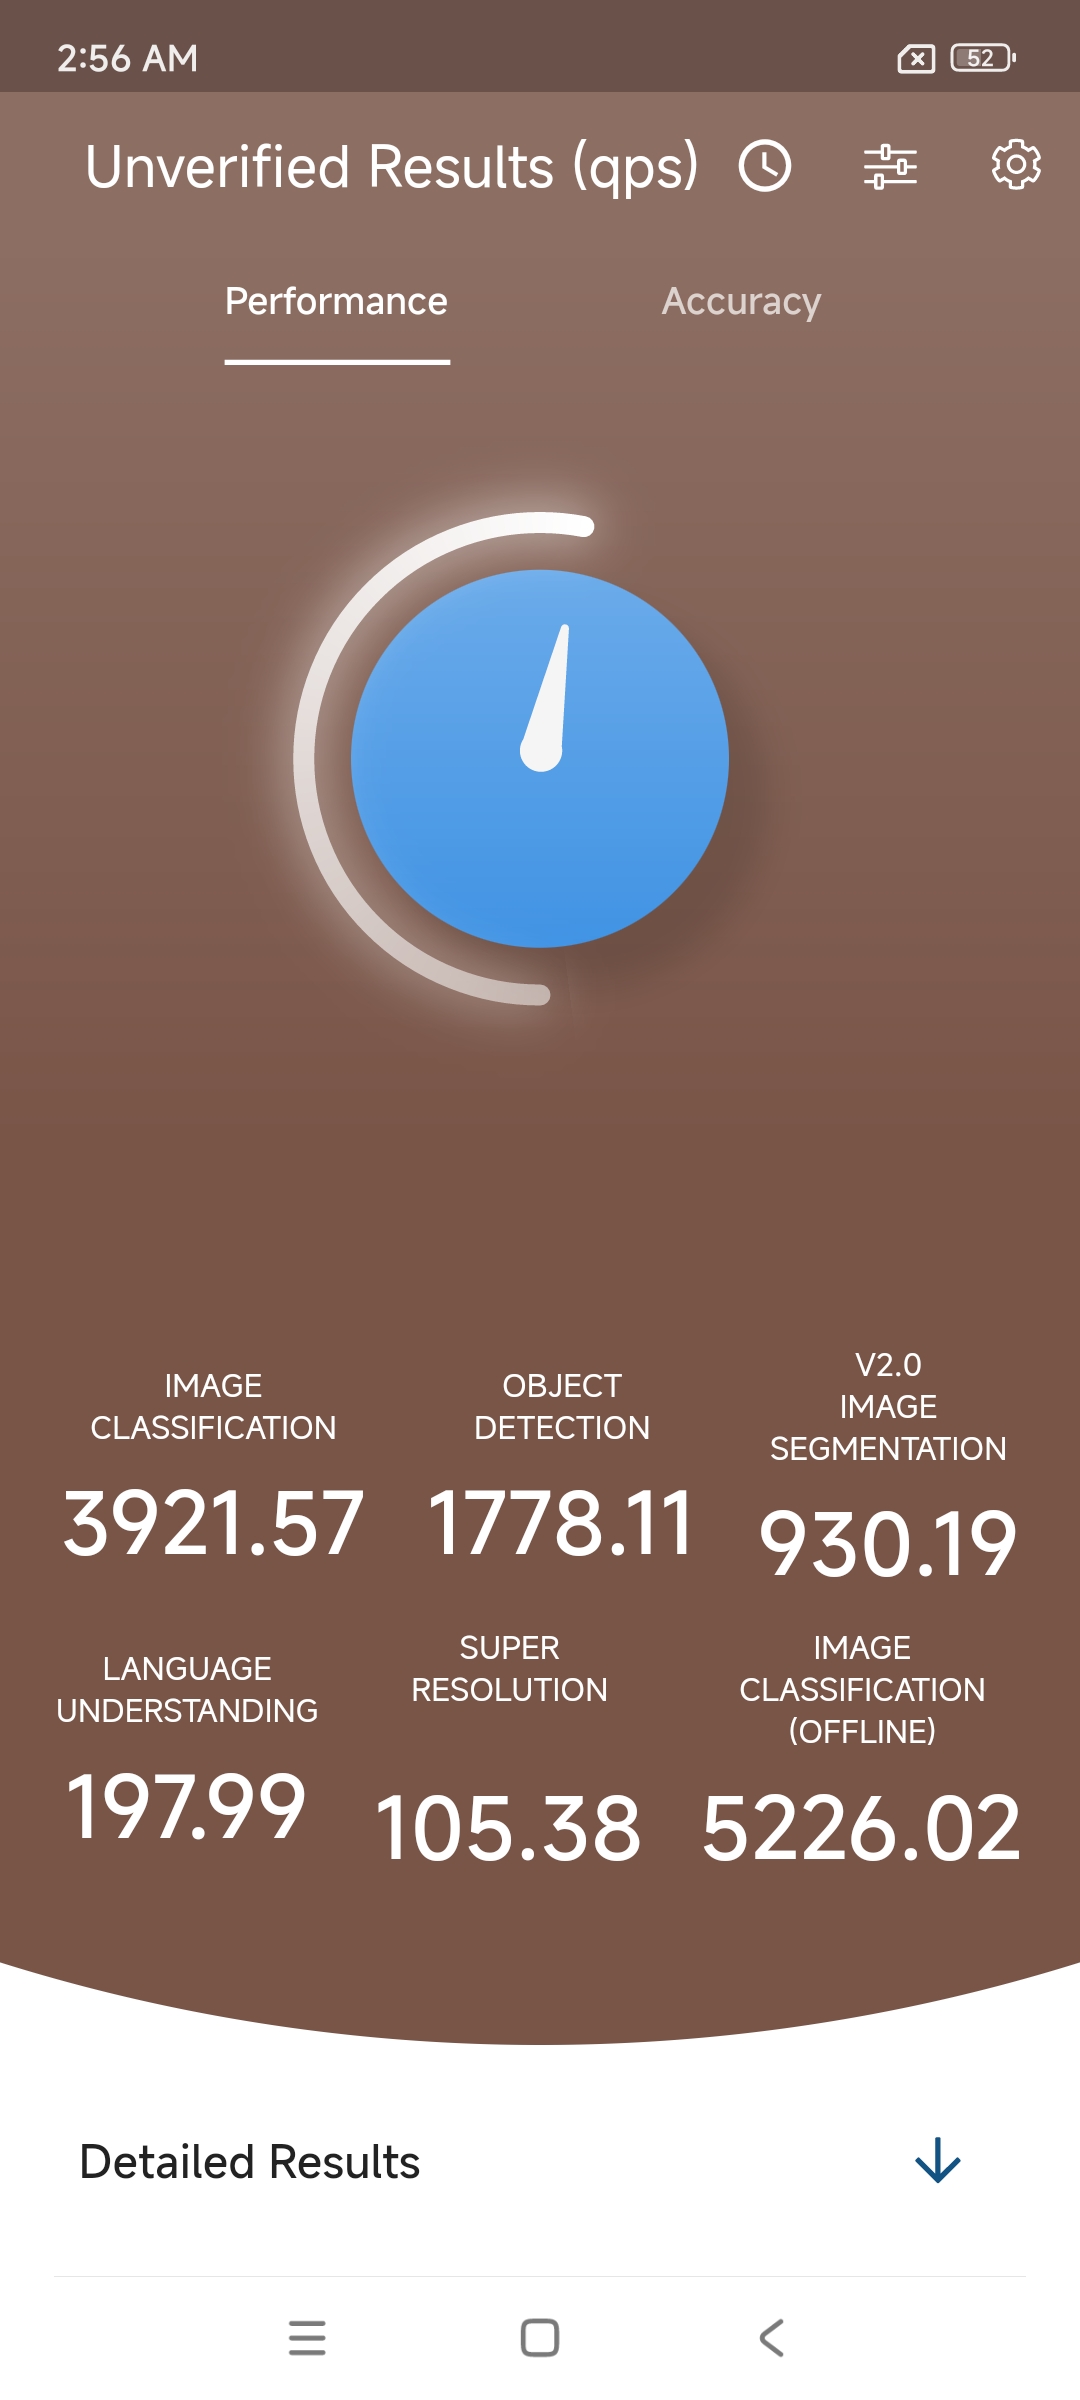 2:56 AM
52
Unverified Results (qps)
Performance
Accuracy
IMAGE
CLASSIFICATION
3921.57
OBJECT
DETECTION
1778.11
V2.0
IMAGE
SEGMENTATION
930.19
LANGUAGE
UNDERSTANDING
197.99
SUPER
RESOLUTION
105.38
IMAGE
CLASSIFICATION
(OFFLINE)
5226.02
Detailed Results